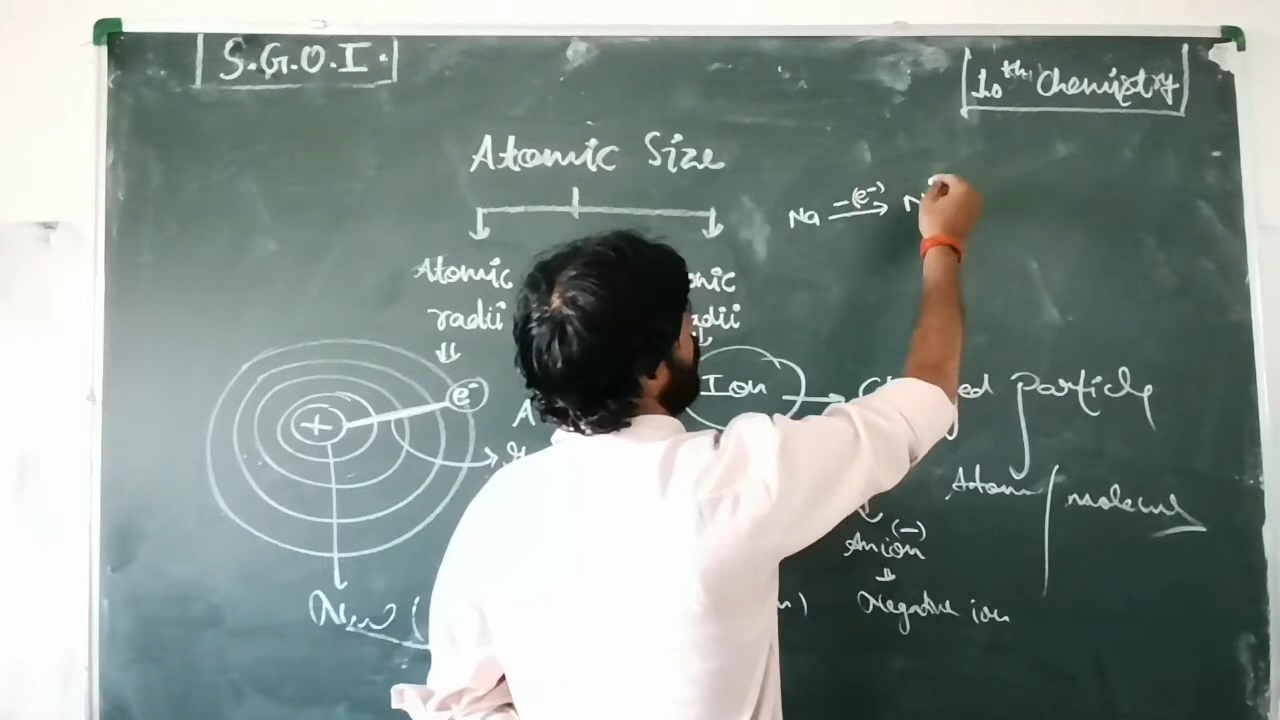 S.G.O.I.
10th Chemistry
Atomic Size
Na -(e-)→
Atomic
radii
Ion → particle
+
e-
A
Atom / molecule
(-)
Anion
Negative ion